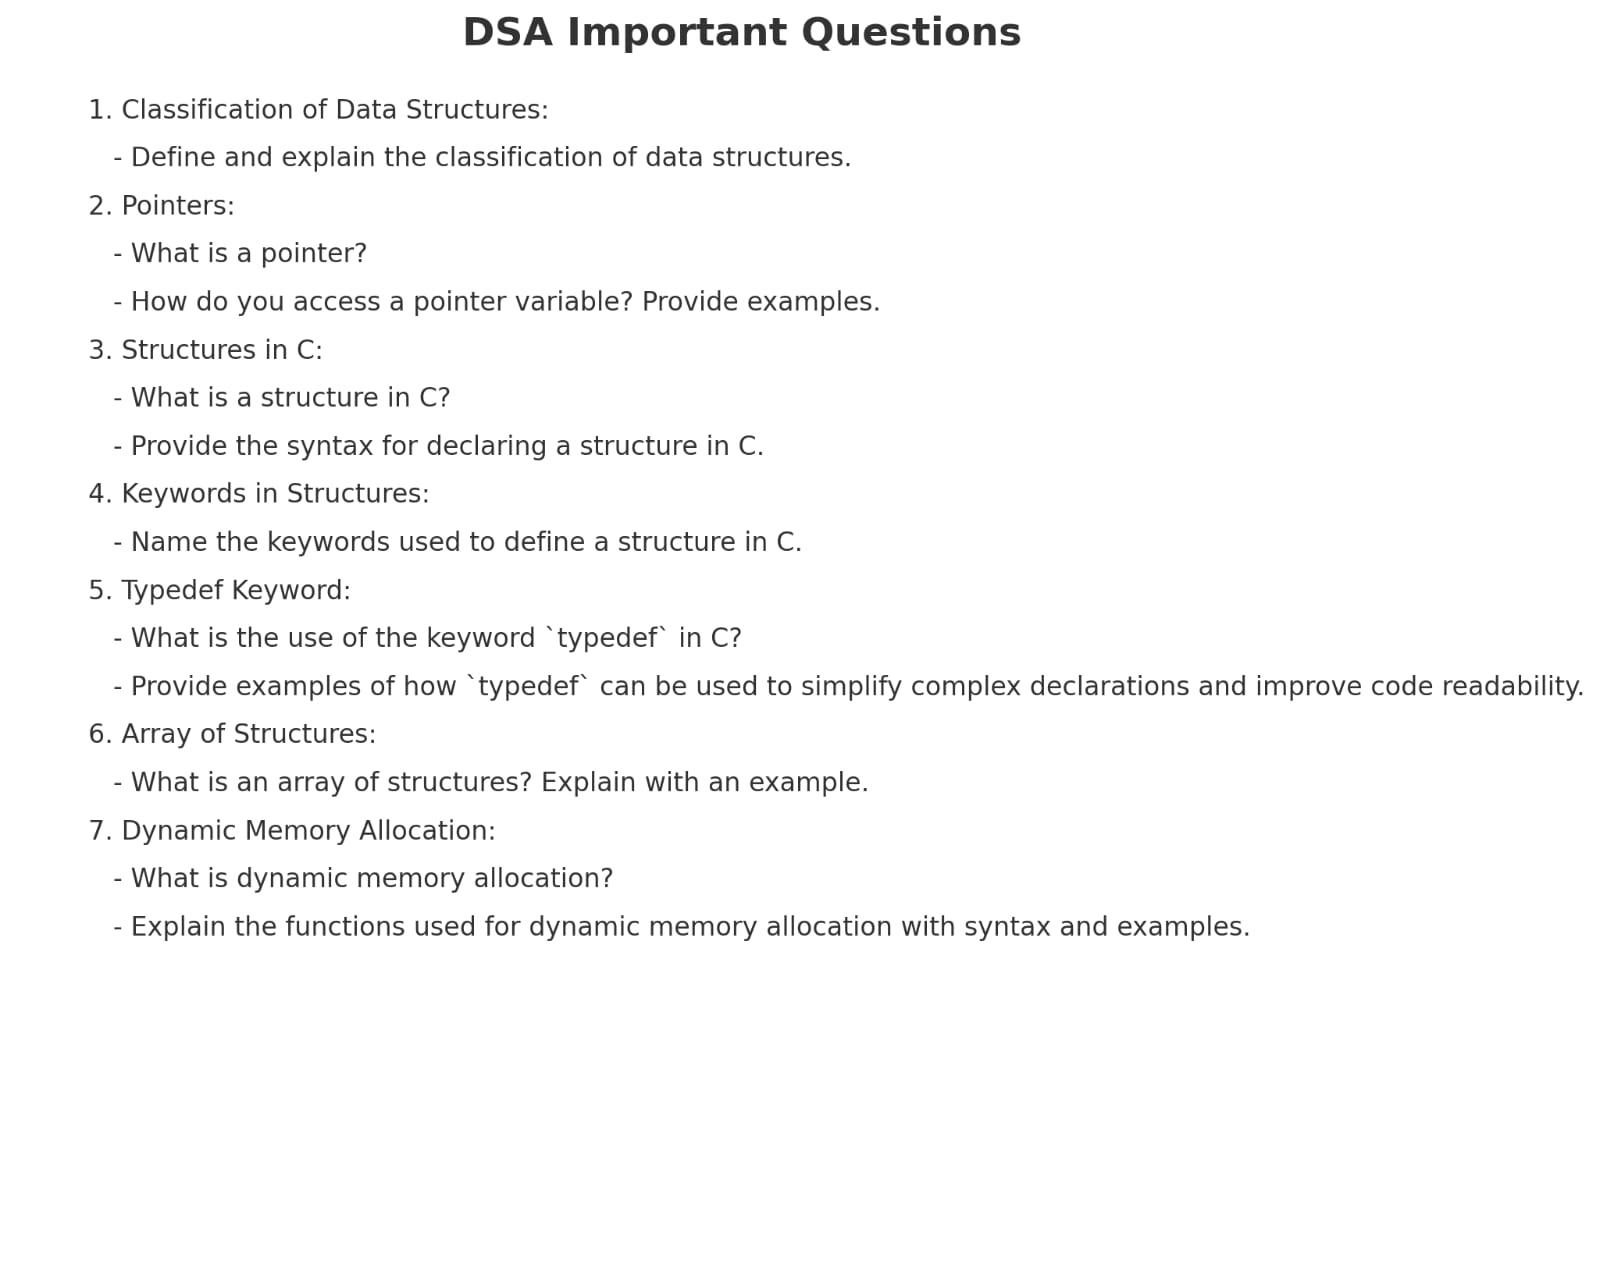 DSA Important Questions
1. Classification of Data Structures:
- Define and explain the classification of data structures.
2. Pointers:
- What is a pointer?
- How do you access a pointer variable? Provide examples.
3. Structures in C:
- What is a structure in C?
- Provide the syntax for declaring a structure in C.
4. Keywords in Structures:
- Name the keywords used to define a structure in C.
5. Typedef Keyword:
- What is the use of the keyword `typedef` in C?
- Provide examples of how `typedef` can be used to simplify complex declarations and improve code readability.
6. Array of Structures:
- What is an array of structures? Explain with an example.
7. Dynamic Memory Allocation:
- What is dynamic memory allocation?
- Explain the functions used for dynamic memory allocation with syntax and examples.